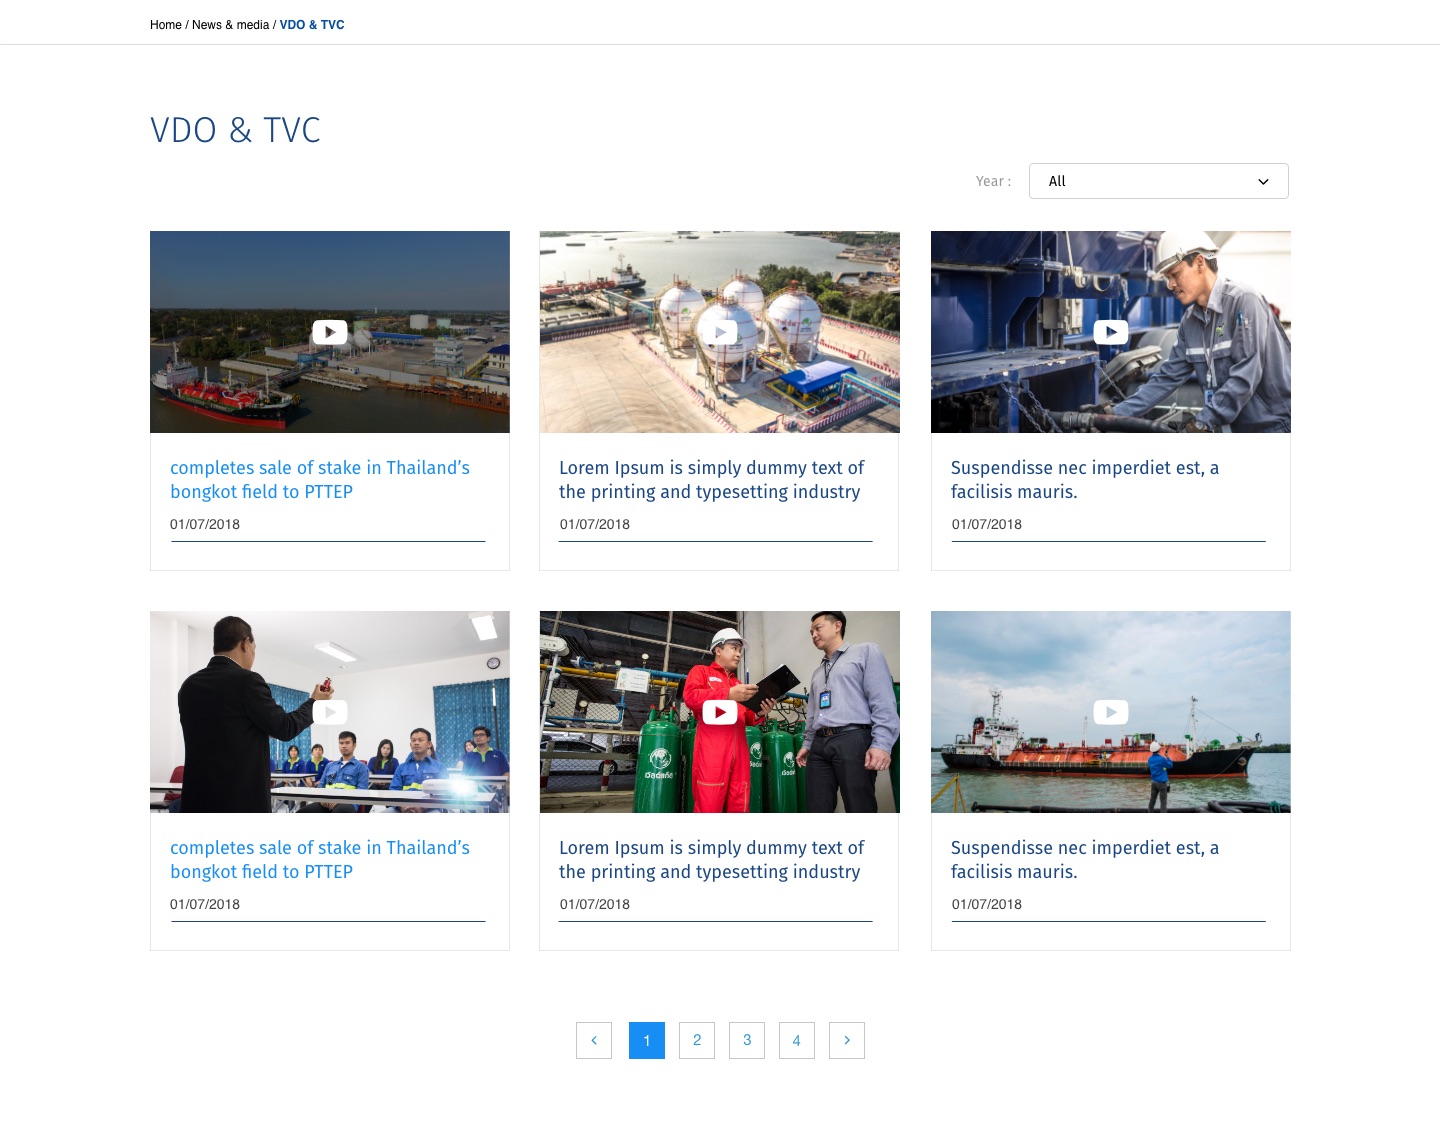 Home / News & media / VDO & TVC
VDO & TVC
Year :
All
completes sale of stake in Thailand’s
bongkot field to PTTEP
01/07/2018
Lorem Ipsum is simply dummy text of
the printing and typesetting industry
01/07/2018
Suspendisse nec imperdiet est, a
facilisis mauris.
01/07/2018
completes sale of stake in Thailand’s
bongkot field to PTTEP
01/07/2018
Lorem Ipsum is simply dummy text of
the printing and typesetting industry
01/07/2018
Suspendisse nec imperdiet est, a
facilisis mauris.
01/07/2018
1
2
3
4